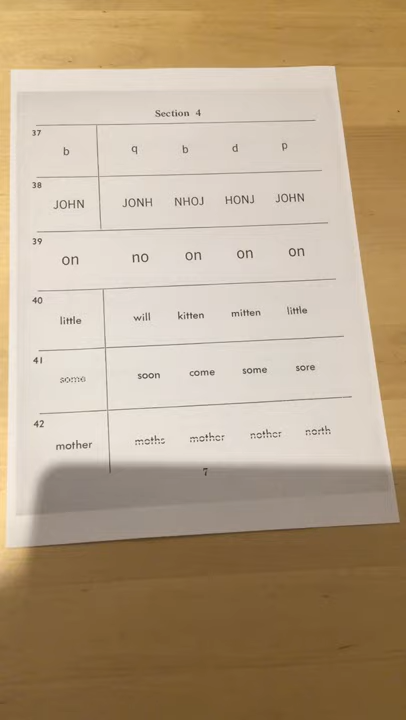 Section 4
37
b q b d p
38
JOHN JONH NHOJ HONJ JOHN
39
on no on on on
40
little will kitten mitten little
41
some soon come some sore
42
mother moths mother nother north
7